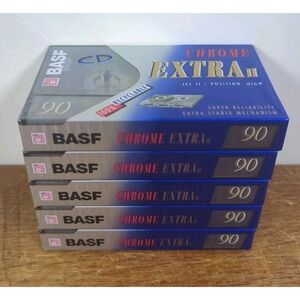 BASF
CD
CHROME
EXTRA II
IEC II / POSITION HIGH
90
100% RECYCLABLE
SUPER RELIABILITY
EXTRA STABLE MECHANISM
BASF CHROME EXTRA II 90
BASF CHROME EXTRA II 90
BASF CHROME EXTRA II 90
BASF CHROME EXTRA II 90
BASF CHROME EXTRA II 90